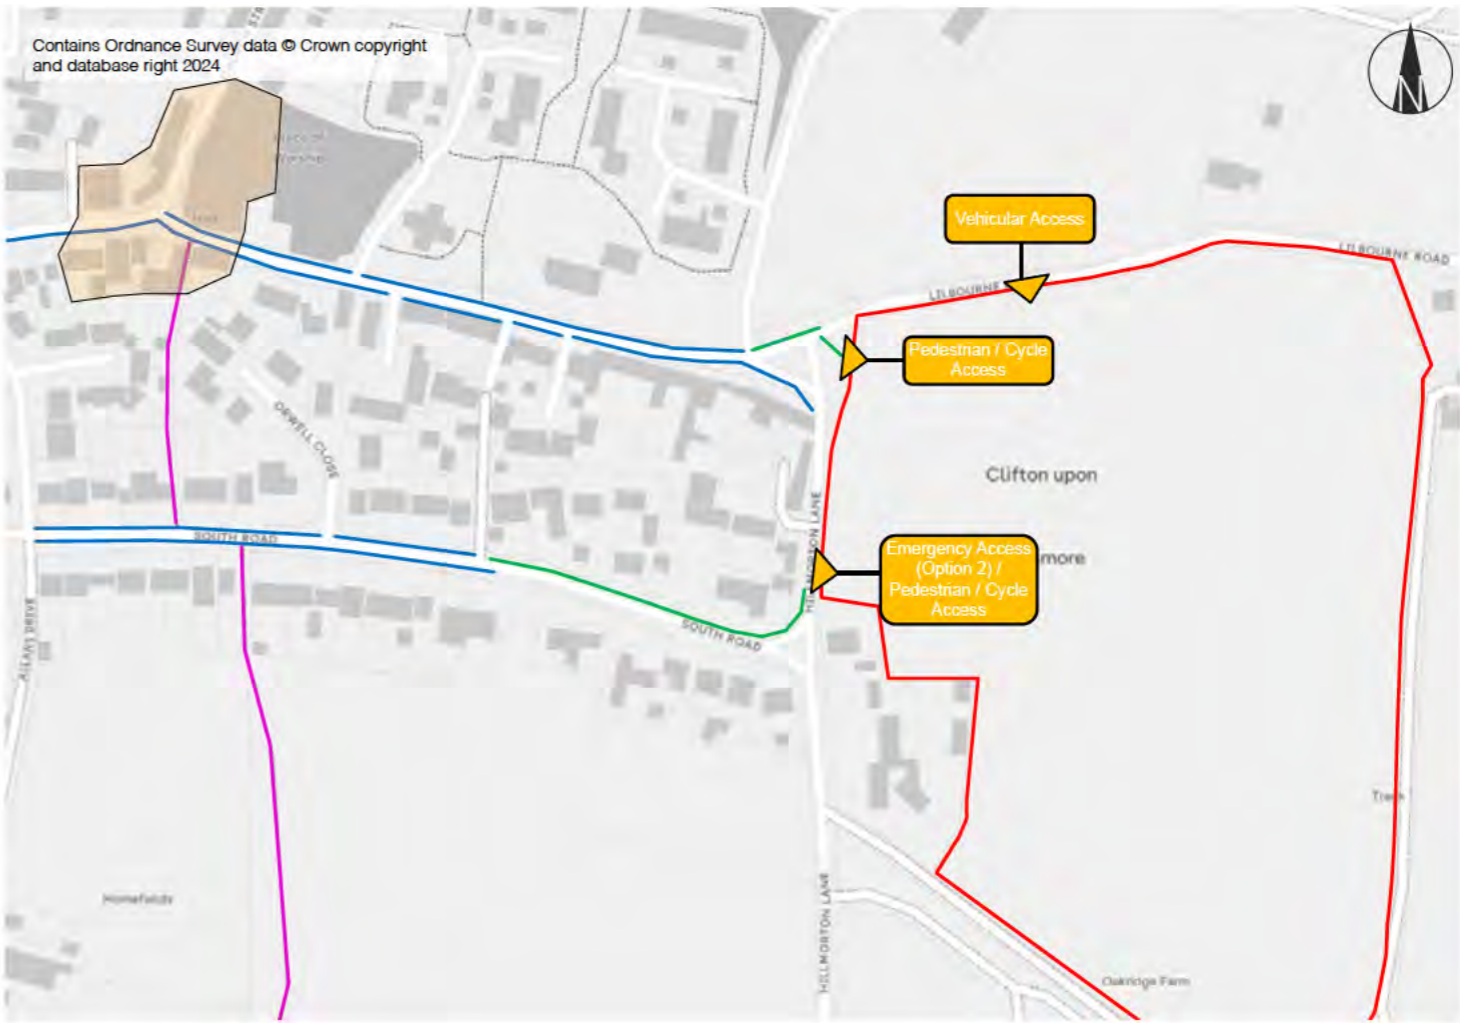 Contains Ordnance Survey data © Crown copyright
and database right 2024
N
Vehicular Access
LILBOURNE ROAD
LILBOURNE
Pedestrian / Cycle
Access
ORWELL CLOSE
Clifton upon
SOUTH ROAD
HILLMORTON LANE
Emergency Access
(Option 2) /
Pedestrian / Cycle
Access
more
SOUTH ROAD
DRIVE
Track
HILLMORTON LANE
Homefields
Oakridge Farm